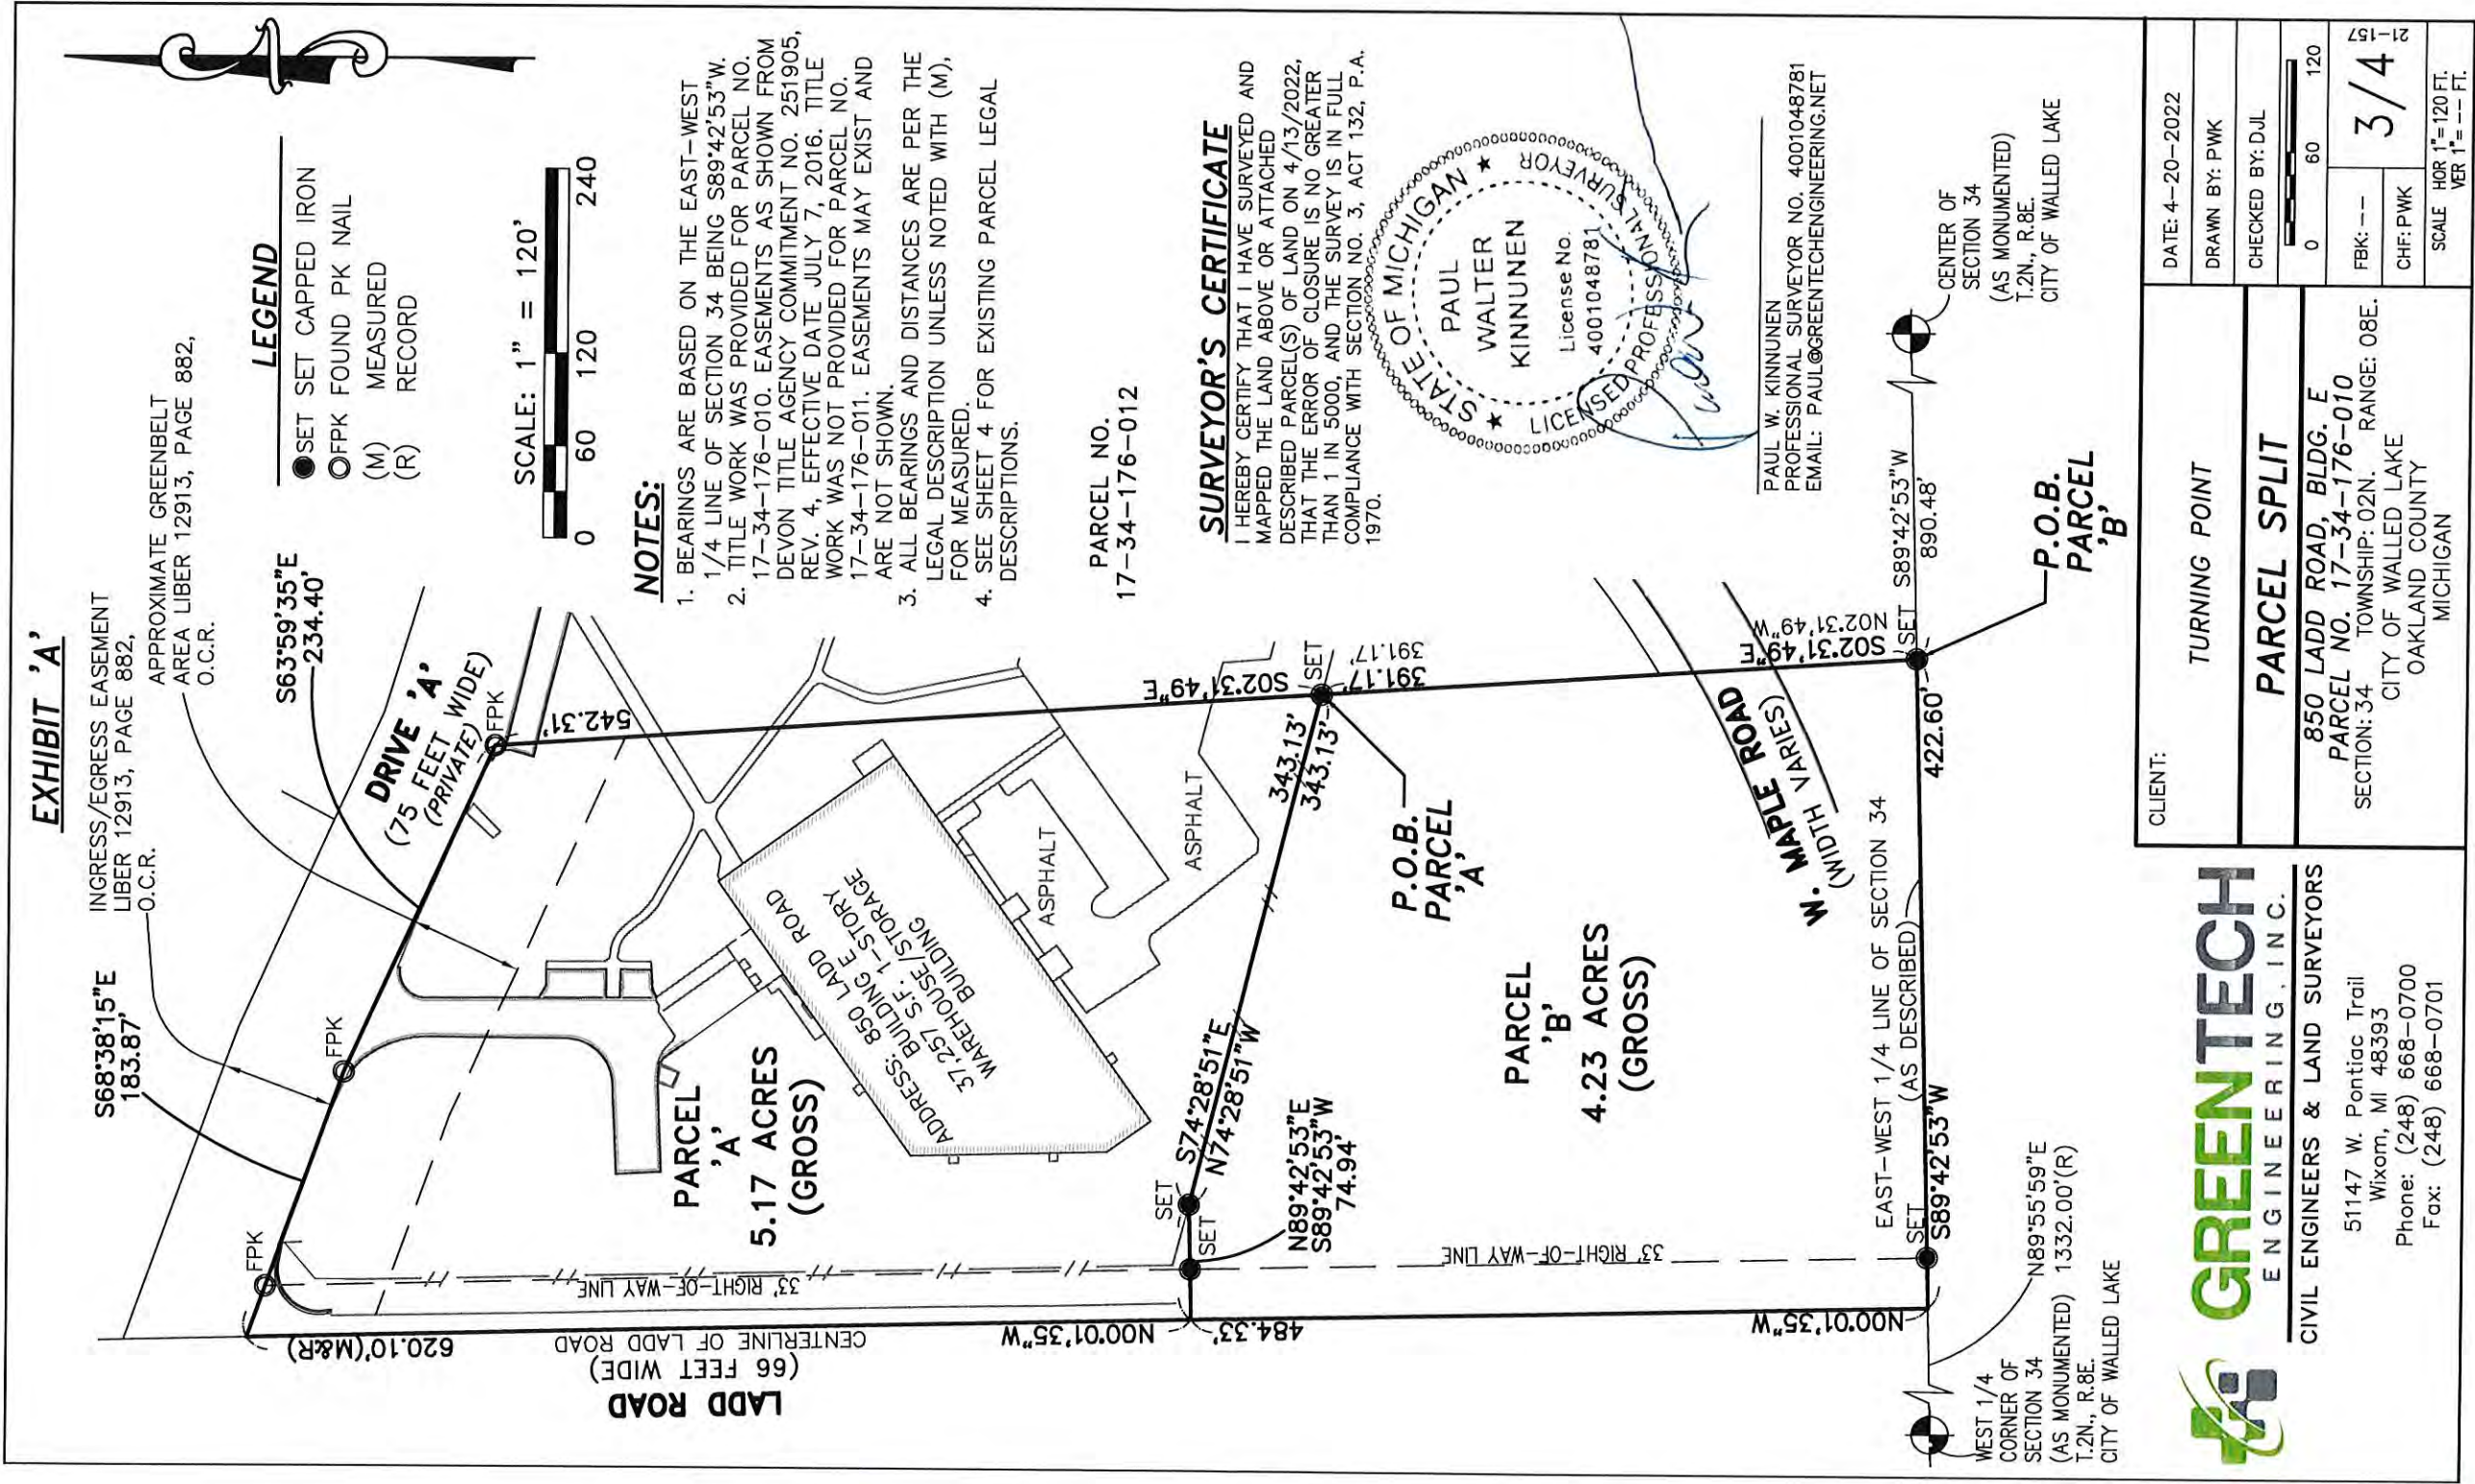 EXHIBIT 'A'
INGRESS/EGRESS EASEMENT
LIBER 12913, PAGE 882,
O.C.R.
APPROXIMATE GREENBELT
AREA LIBER 12913, PAGE 882,
O.C.R.
S68°38'15"E
183.87'
S63°59'35"E
234.40'
DRIVE 'A'
(75 FEET WIDE)
(PRIVATE)
FPK
FPK
FPK
LEGEND
SET SET CAPPED IRON
FPK FOUND PK NAIL
(M) MEASURED
(R) RECORD
SCALE: 1" = 120'
0 60 120 240
NOTES:
1. BEARINGS ARE BASED ON THE EAST-WEST
1/4 LINE OF SECTION 34 BEING S89°42'53"W.
2. TITLE WORK WAS PROVIDED FOR PARCEL NO.
17-34-176-010. EASEMENTS AS SHOWN FROM
DEVON TITLE AGENCY COMMITMENT NO. 251905,
REV. 4, EFFECTIVE DATE JULY 7, 2016. TITLE
WORK WAS NOT PROVIDED FOR PARCEL NO.
17-34-176-011. EASEMENTS MAY EXIST AND
ARE NOT SHOWN.
3. ALL BEARINGS AND DISTANCES ARE PER THE
LEGAL DESCRIPTION UNLESS NOTED WITH (M),
FOR MEASURED.
4. SEE SHEET 4 FOR EXISTING PARCEL LEGAL
DESCRIPTIONS.
PARCEL NO.
17-34-176-012
SURVEYOR'S CERTIFICATE
I HEREBY CERTIFY THAT I HAVE SURVEYED AND
MAPPED THE LAND ABOVE OR ATTACHED
DESCRIBED PARCEL(S) OF LAND ON 4/13/2022,
THAT THE ERROR OF CLOSURE IS NO GREATER
THAN 1 IN 5000, AND THE SURVEY IS IN FULL
COMPLIANCE WITH SECTION NO. 3, ACT 132, P.A.
1970.
STATE OF MICHIGAN
PAUL
WALTER
KINNUNEN
License No.
4001048781
LICENSED PROFESSIONAL SURVEYOR
PAUL W. KINNUNEN
PROFESSIONAL SURVEYOR NO. 4001048781
EMAIL: PAUL@GREENTECHENGINEERING.NET
542.31'
S02°31'49"E
SET
391.17'
391.17'
S02°31'49"E
N02°31'49"W
SET
ADDRESS: 850 LADD ROAD
BUILDING E
37,257 S.F. 1-STORY
WAREHOUSE/STORAGE
BUILDING
ASPHALT
ASPHALT
PARCEL
'A'
5.17 ACRES
(GROSS)
33' RIGHT-OF-WAY LINE
620.10'(M&R)
CENTERLINE OF LADD ROAD
(66 FEET WIDE)
LADD ROAD
N00°01'35"W
484.33'
N00°01'35"W
SET
SET
S74°28'51"E
N74°28'51"W
343.13'
343.13'
N89°42'53"E
S89°42'53"W
74.94'
P.O.B.
PARCEL
'A'
PARCEL
'B'
4.23 ACRES
(GROSS)
33' RIGHT-OF-WAY LINE
W. MAPLE ROAD
(WIDTH VARIES)
EAST-WEST 1/4 LINE OF SECTION 34
(AS DESCRIBED)
SET
S89°42'53"W
422.60'
S89°42'53"W
890.48'
P.O.B.
PARCEL
'B'
CENTER OF
SECTION 34
(AS MONUMENTED)
T.2N., R.8E.
CITY OF WALLED LAKE
N89°55'59"E
1332.00'(R)
WEST 1/4
CORNER OF
SECTION 34
(AS MONUMENTED)
T.2N., R.8E.
CITY OF WALLED LAKE
GREENTECH
ENGINEERING, INC.
CIVIL ENGINEERS & LAND SURVEYORS
51147 W. Pontiac Trail
Wixom, MI 48393
Phone: (248) 668-0700
Fax: (248) 668-0701
CLIENT:
TURNING POINT
PARCEL SPLIT
850 LADD ROAD, BLDG. E
PARCEL NO. 17-34-176-010
SECTION: 34 TOWNSHIP: 02N. RANGE: 08E.
CITY OF WALLED LAKE
OAKLAND COUNTY
MICHIGAN
DATE: 4-20-2022
DRAWN BY: PWK
CHECKED BY: DJL
0 60 120
FBK: --
CHF: PWK
3/4
21-157
SCALE HOR 1"=120 FT.
VER 1"= --- FT.